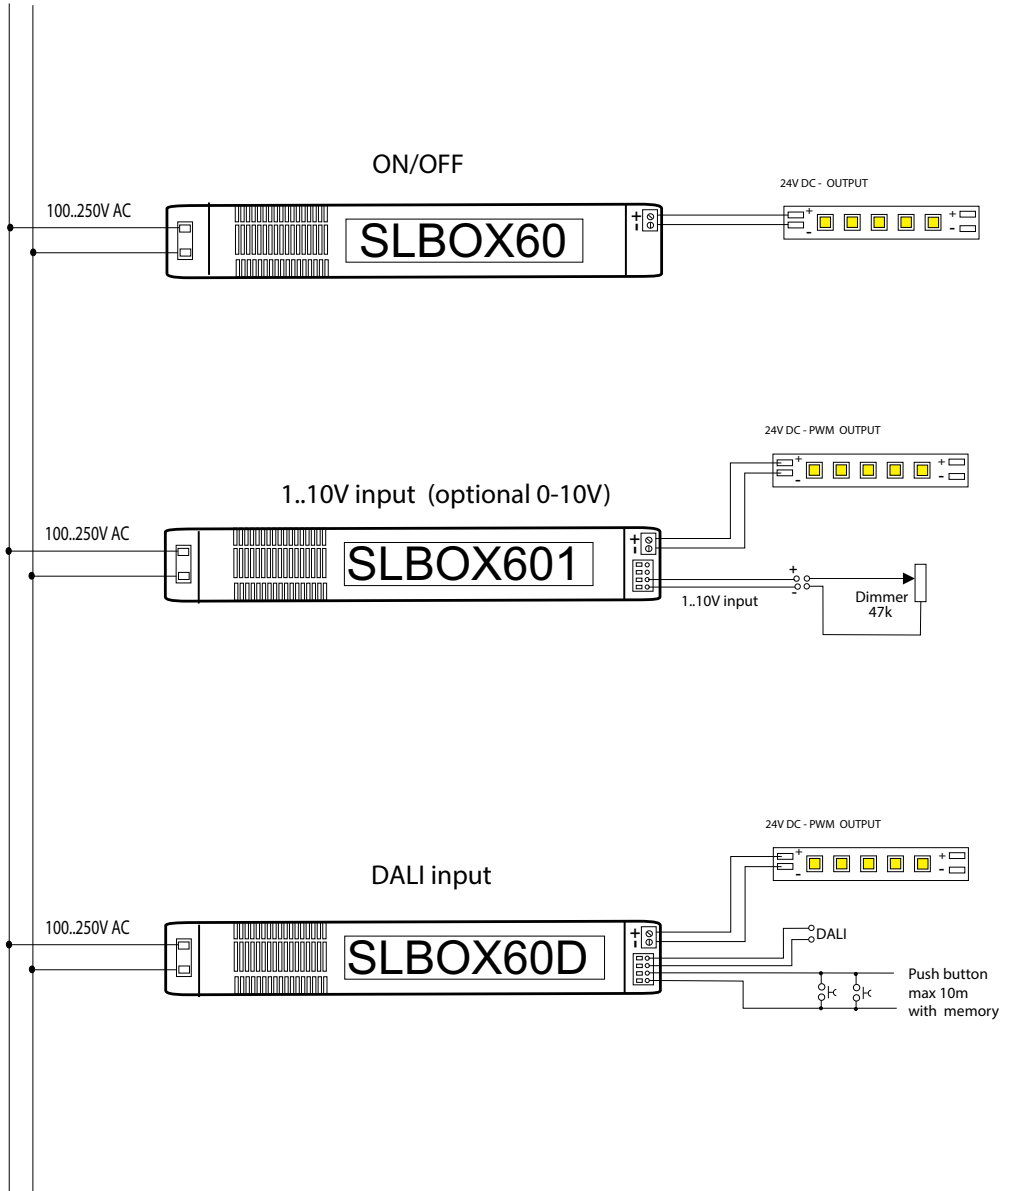 ON/OFF
24V DC - OUTPUT
100..250V AC
+
-
SLBOX60
+
-
+
-
24V DC - PWM OUTPUT
+
-
+
-
1..10V input (optional 0-10V)
100..250V AC
SLBOX601
+
-
+
-
1..10V input
Dimmer
47k
24V DC - PWM OUTPUT
+
-
+
-
DALI input
100..250V AC
SLBOX60D
+
-
DALI
Push button
max 10m
with memory